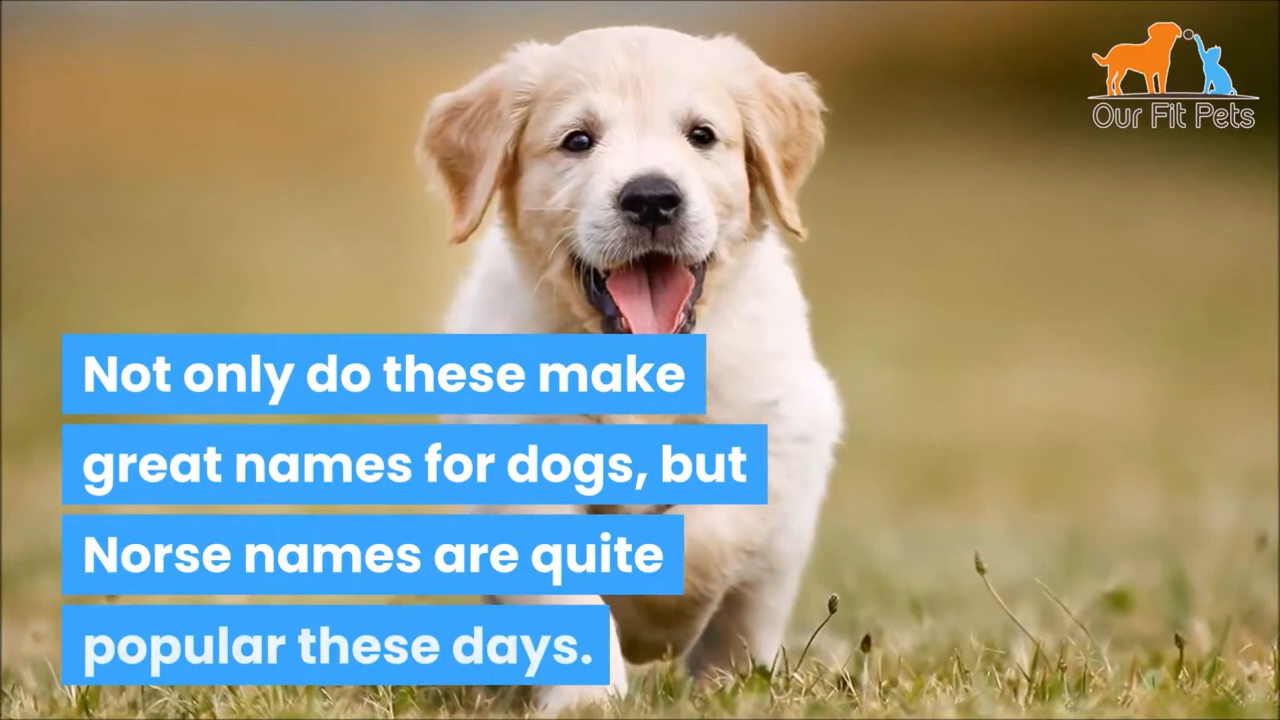 Our Fit Pets
Not only do these make
great names for dogs, but
Norse names are quite
popular these days.